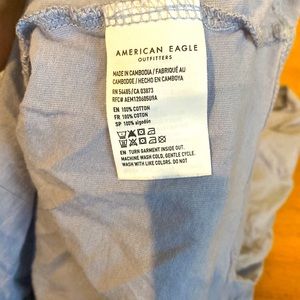 AMERICAN EAGLE
OUTFITTERS
MADE IN CAMBODIA / FABRIQUÉ AU
CAMBODGE / HECHO EN CAMBOYA
RN 54485/CA 03873
RFC# AEM1206050U9A
EN 100% COTTON
FR 100% COTON
SP 100% algodón
EN TURN GARMENT INSIDE OUT.
MACHINE WASH COLD, GENTLE CYCLE.
WASH WITH LIKE COLORS. DO NOT